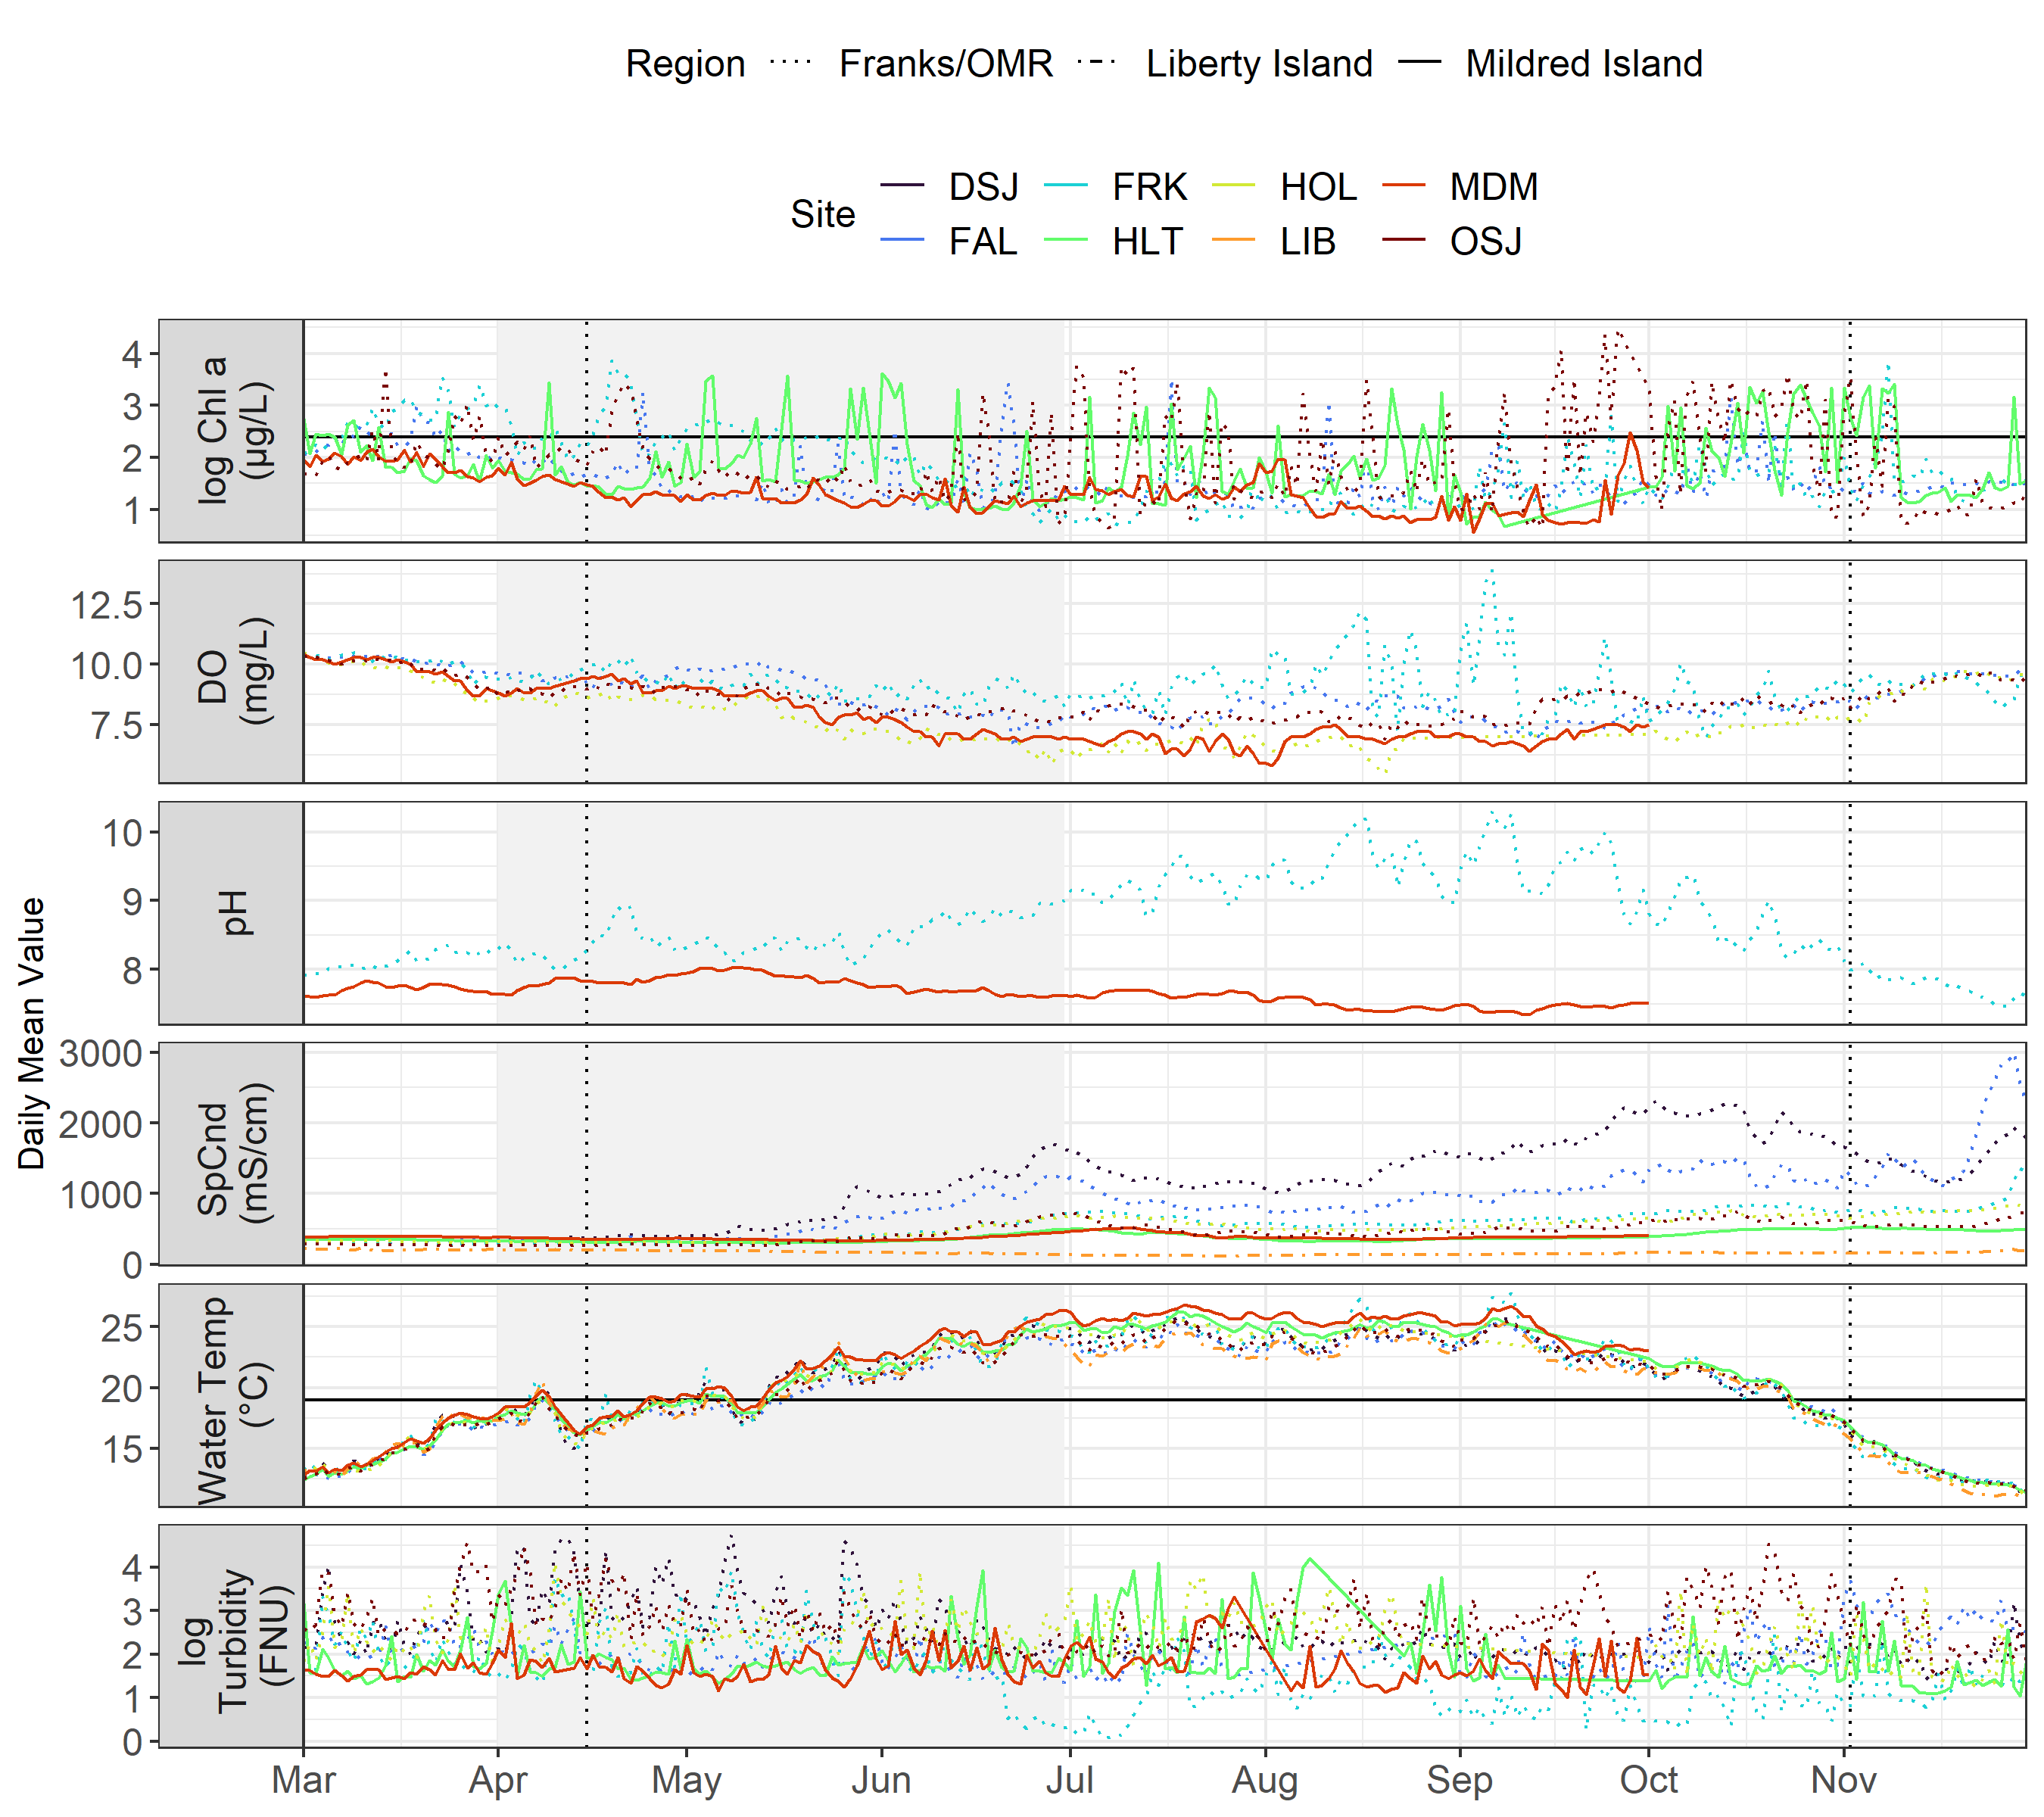 Region Franks/OMR Liberty Island Mildred Island
Site DSJ FRK HOL MDM
FAL HLT LIB OSJ
Daily Mean Value
log Chl a
(µg/L)
4
3
2
1
DO
(mg/L)
12.5
10.0
7.5
pH
10
9
8
SpCnd
(mS/cm)
3000
2000
1000
0
Water Temp
(°C)
25
20
15
log
Turbidity
(FNU)
4
3
2
1
0
Mar Apr May Jun Jul Aug Sep Oct Nov